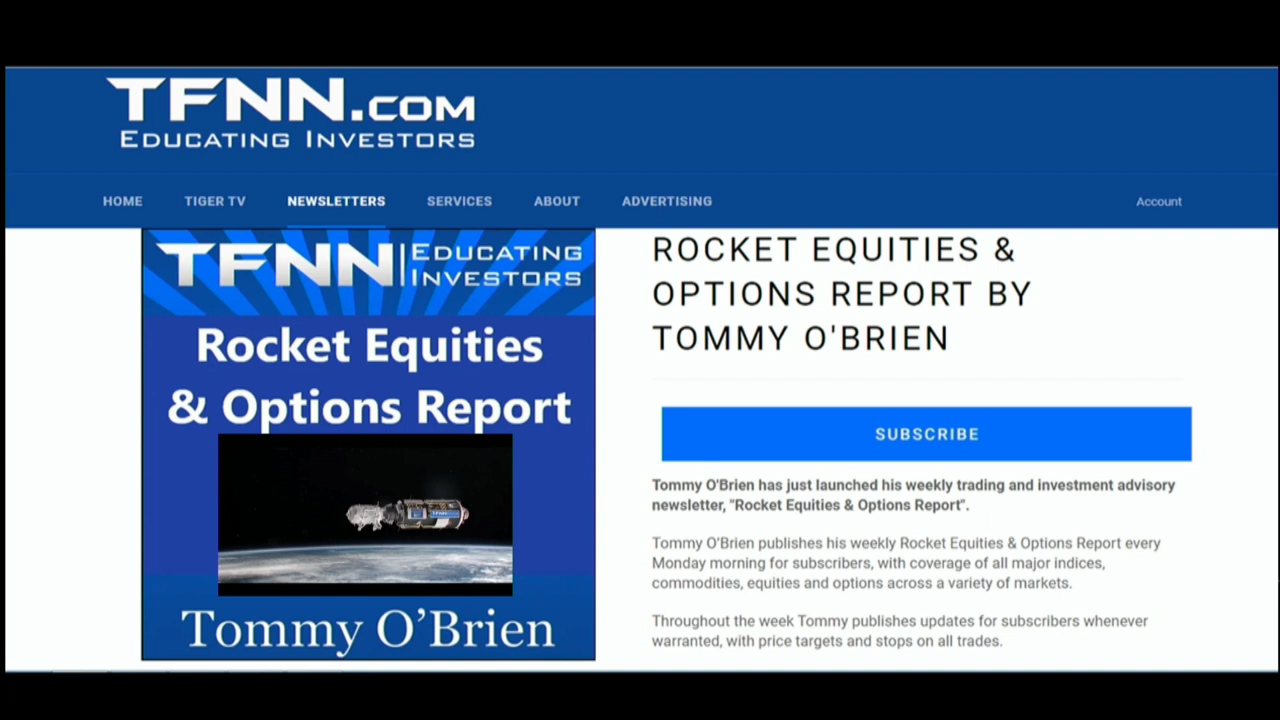 TFNN.COM
EDUCATING INVESTORS
HOME TIGER TV NEWSLETTERS SERVICES ABOUT ADVERTISING Account
TFNN EDUCATING
INVESTORS
Rocket Equities
& Options Report
TFNN
Tommy O’Brien
ROCKET EQUITIES &
OPTIONS REPORT BY
TOMMY O'BRIEN
SUBSCRIBE
Tommy O'Brien has just launched his weekly trading and investment advisory
newsletter, "Rocket Equities & Options Report".
Tommy O'Brien publishes his weekly Rocket Equities & Options Report every
Monday morning for subscribers, with coverage of all major indices,
commodities, equities and options across a variety of markets.
Throughout the week Tommy publishes updates for subscribers whenever
warranted, with price targets and stops on all trades.